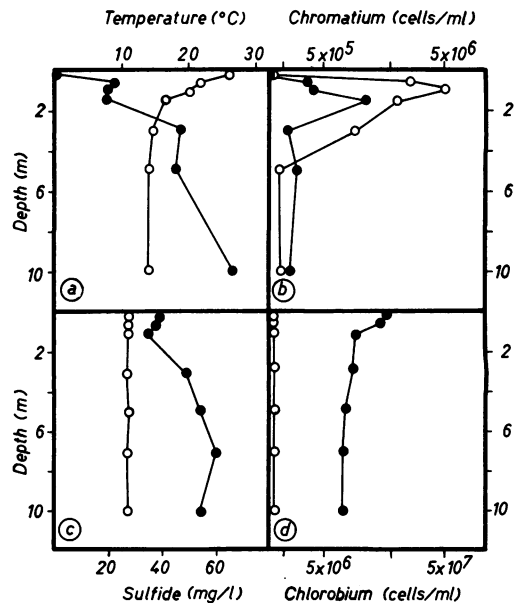 Temperature (°C)
Chromatium (cells/ml)
10 20 30
5x10⁵ 5x10⁶
Depth (m)
2
6
10
2
6
10
a
b
Depth (m)
2
6
10
2
6
10
c
d
20 40 60
5x10⁶ 5x10⁷
Sulfide (mg/l)
Chlorobium (cells/ml)